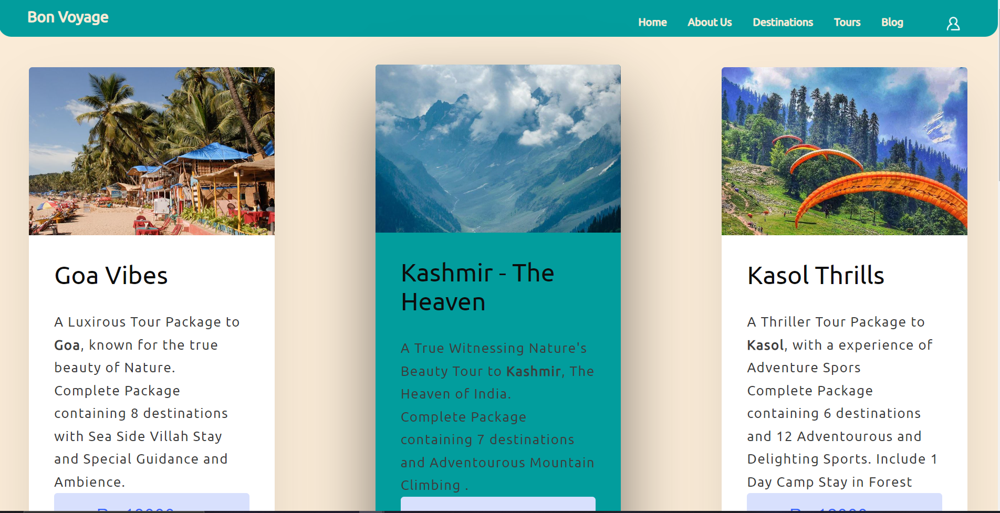 Bon Voyage
Home About Us Destinations Tours Blog
Goa Vibes
A Luxirous Tour Package to
Goa, known for the true
beauty of Nature.
Complete Package
containing 8 destinations
with Sea Side Villah Stay
and Special Guidance and
Ambience.
Kashmir - The
Heaven
A True Witnessing Nature's
Beauty Tour to Kashmir, The
Heaven of India.
Complete Package
containing 7 destinations
and Adventourous Mountain
Climbing .
Kasol Thrills
A Thriller Tour Package to
Kasol, with a experience of
Adventure Spors
Complete Package
containing 6 destinations
and 12 Adventourous and
Delighting Sports. Include 1
Day Camp Stay in Forest